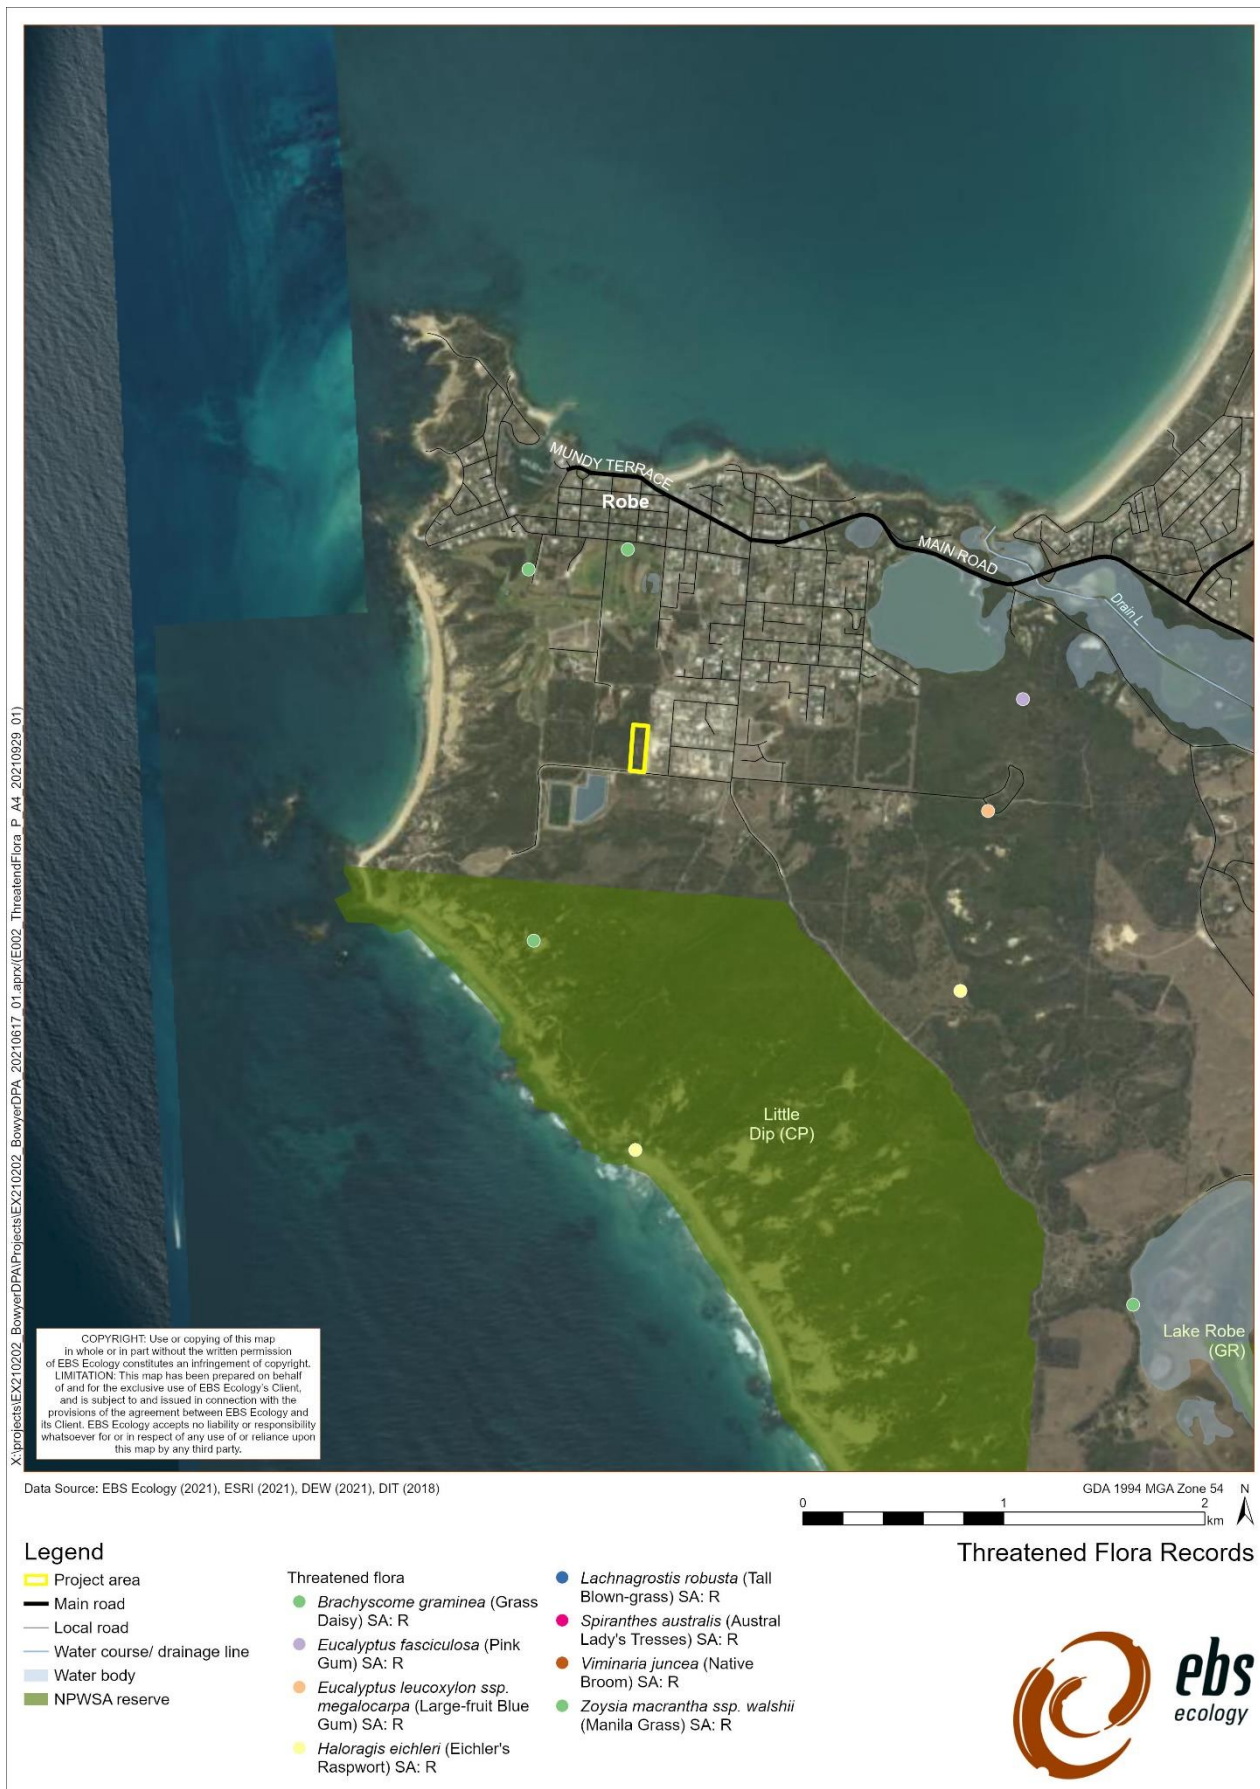 MUNDY TERRACE
Robe
MAIN ROAD
Drain L
Little
Dip (CP)
Lake Robe
(GR)
X:\projects\EX210202_BowyerDPA\Projects\EX210202_BowyerDPA_20210617_01.aprx/(E002_ThreatendFlora_P_A4_20210929_01)
COPYRIGHT: Use or copying of this map
in whole or in part without the written permission
of EBS Ecology constitutes an infringement of copyright.
LIMITATION: This map has been prepared on behalf
of and for the exclusive use of EBS Ecology's Client,
and is subject to and issued in connection with the
provisions of the agreement between EBS Ecology and
its Client. EBS Ecology accepts no liability or responsibility
whatsoever for or in respect of any use of or reliance upon
this map by any third party.
Data Source: EBS Ecology (2021), ESRI (2021), DEW (2021), DIT (2018)
GDA 1994 MGA Zone 54
N
0 1 2
km
Threatened Flora Records
Legend
Project area
Main road
Local road
Water course/ drainage line
Water body
NPWSA reserve
Threatened flora
Brachyscome graminea (Grass
Daisy) SA: R
Eucalyptus fasciculosa (Pink
Gum) SA: R
Eucalyptus leucoxylon ssp.
megalocarpa (Large-fruit Blue
Gum) SA: R
Haloragis eichleri (Eichler's
Raspwort) SA: R
Lachnagrostis robusta (Tall
Blown-grass) SA: R
Spiranthes australis (Austral
Lady's Tresses) SA: R
Viminaria juncea (Native
Broom) SA: R
Zoysia macrantha ssp. walshii
(Manila Grass) SA: R
ebs
ecology